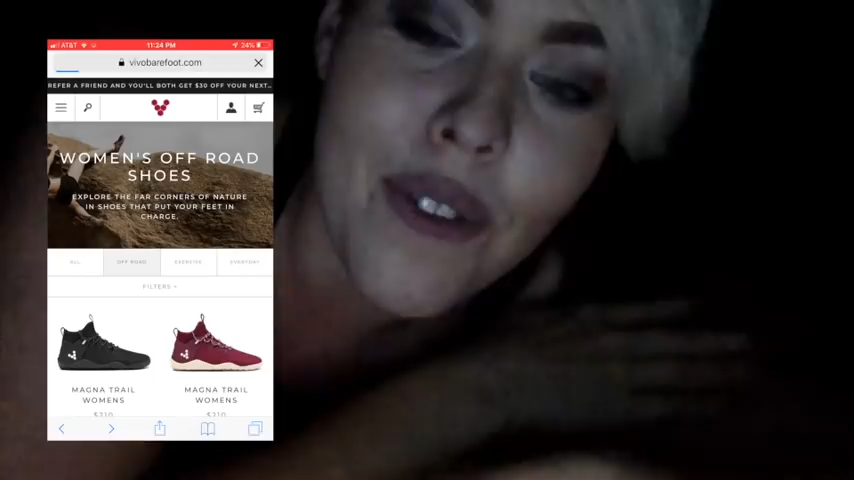 AT&T 11:24 PM 24%
vivobarefoot.com
REFER A FRIEND AND YOU'LL BOTH GET $30 OFF YOUR NEXT...
WOMEN'S OFF ROAD
SHOES
EXPLORE THE FAR CORNERS OF NATURE
IN SHOES THAT PUT YOUR FEET IN
CHARGE.
ALL OFF ROAD EXERCISE EVERYDAY
FILTERS +
MAGNA TRAIL WOMENS
MAGNA TRAIL WOMENS
$210 $210